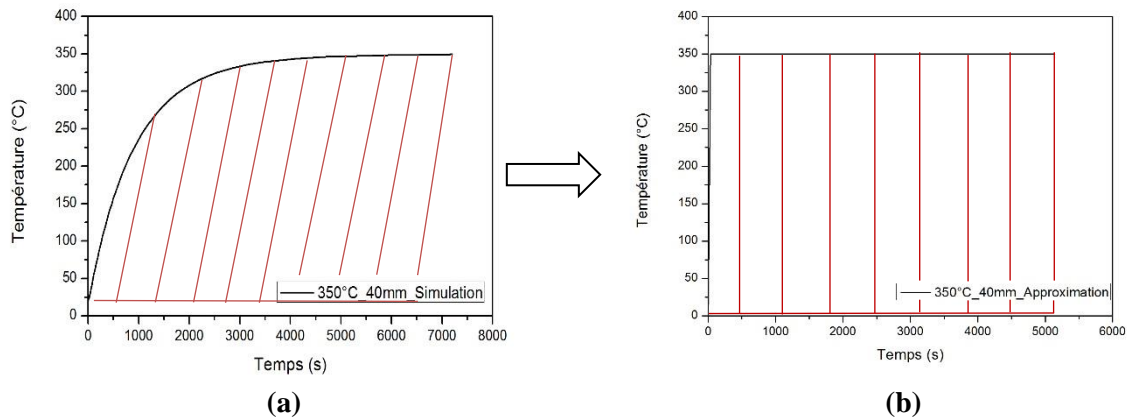 400
350
300
250
200
150
100
50
0
Température (°C)
350°C_40mm_Simulation
0 1000 2000 3000 4000 5000 6000 7000 8000
Temps (s)
(a)
400
350
300
250
200
150
100
50
0
Température (°C)
350°C_40mm_Approximation
0 1000 2000 3000 4000 5000 6000
Temps (s)
(b)